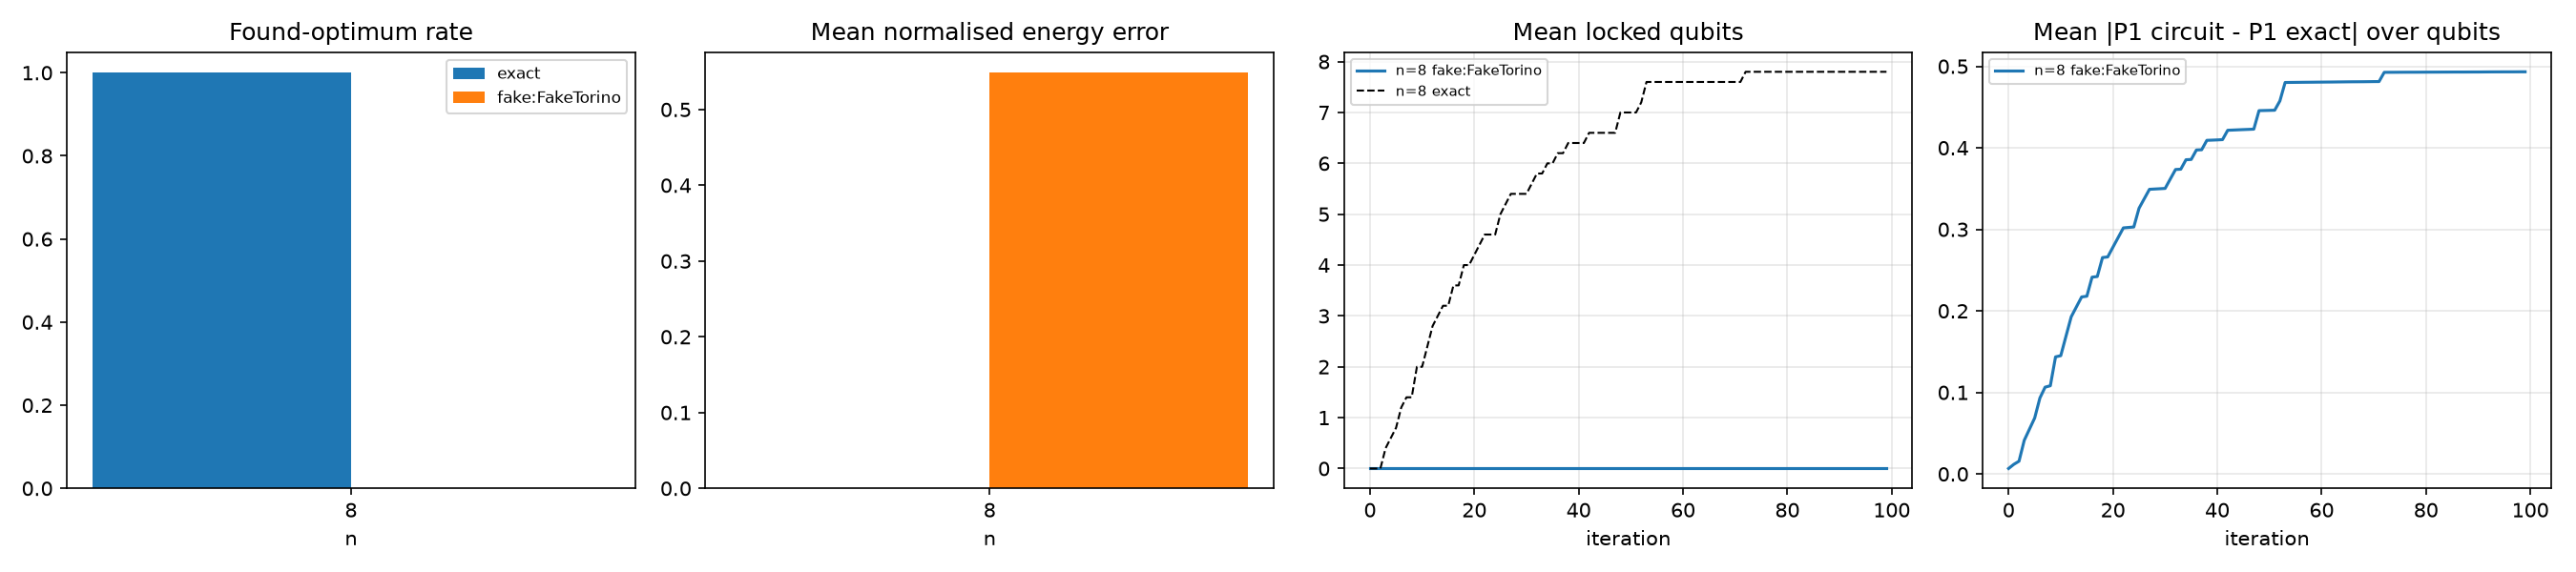 Found-optimum rate
1.0
0.8
0.6
0.4
0.2
0.0
exact
fake:FakeTorino
8
n
Mean normalised energy error
0.5
0.4
0.3
0.2
0.1
0.0
8
n
Mean locked qubits
8
7
6
5
4
3
2
1
0
n=8 fake:FakeTorino
n=8 exact
0 20 40 60 80 100
iteration
Mean |P1 circuit - P1 exact| over qubits
0.5
0.4
0.3
0.2
0.1
0.0
n=8 fake:FakeTorino
0 20 40 60 80 100
iteration